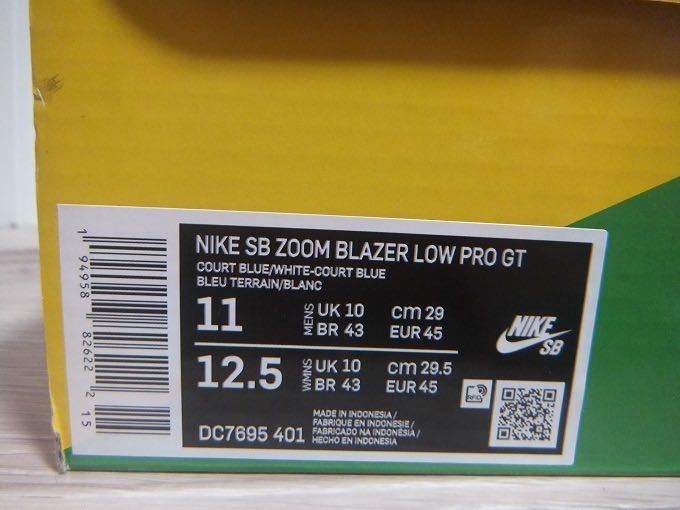 NIKE SB ZOOM BLAZER LOW PRO GT
COURT BLUE/WHITE-COURT BLUE
BLEU TERRAIN/BLANC
11 MENS UK 10 cm 29
BR 43 EUR 45
12.5 WMNS UK 10 cm 29.5
BR 43 EUR 45
NIKE
SB
RFID
DC7695 401
MADE IN INDONESIA /
FABRIQUE EN INDONESIE /
FABRICADO NA INDONÉSIA /
HECHO EN INDONESIA
1 94958 82622 2 15